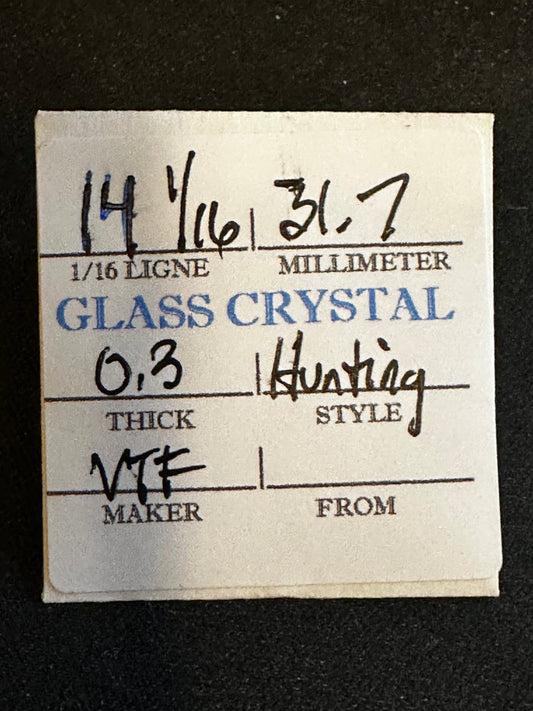 14 1/16 31.7
1/16 LIGNE MILLIMETER
GLASS CRYSTAL
0.3 Hunting
THICK STYLE
VTF
MAKER FROM